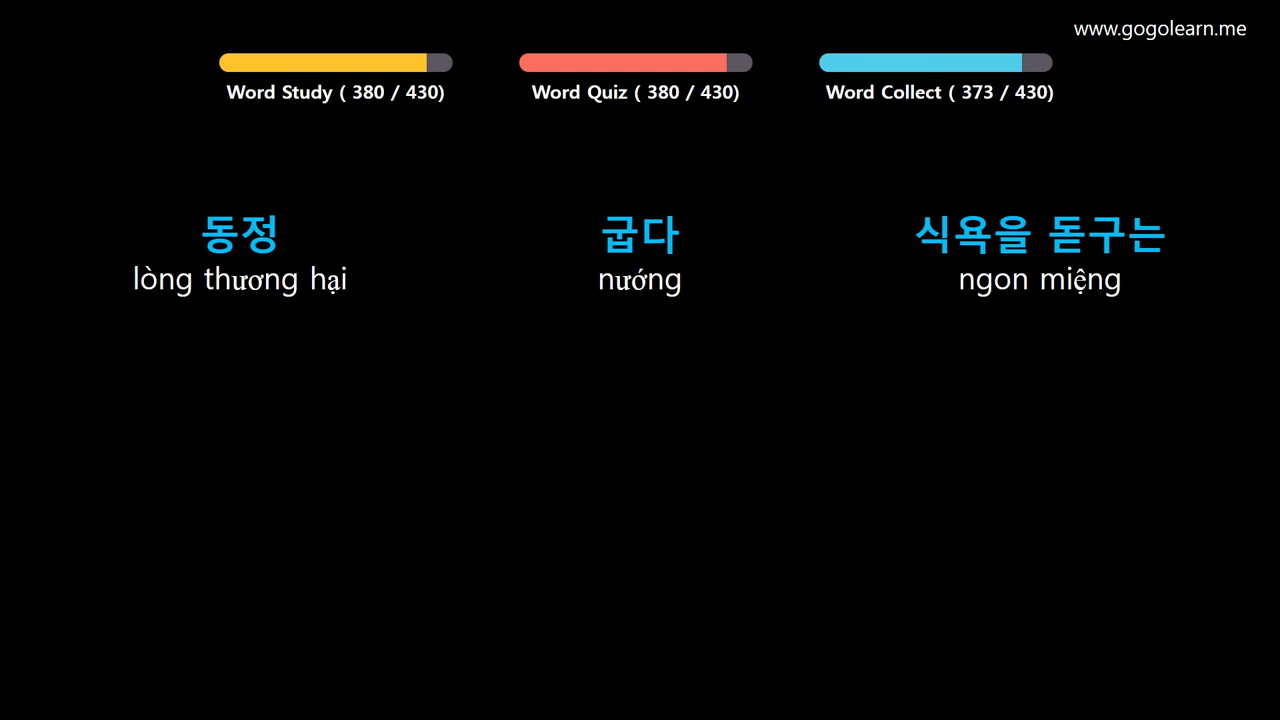 www.gogolearn.me
Word Study ( 380 / 430)
Word Quiz ( 380 / 430)
Word Collect ( 373 / 430)
동정
lòng thương hại
굽다
nướng
식욕을 돋구는
ngon miệng